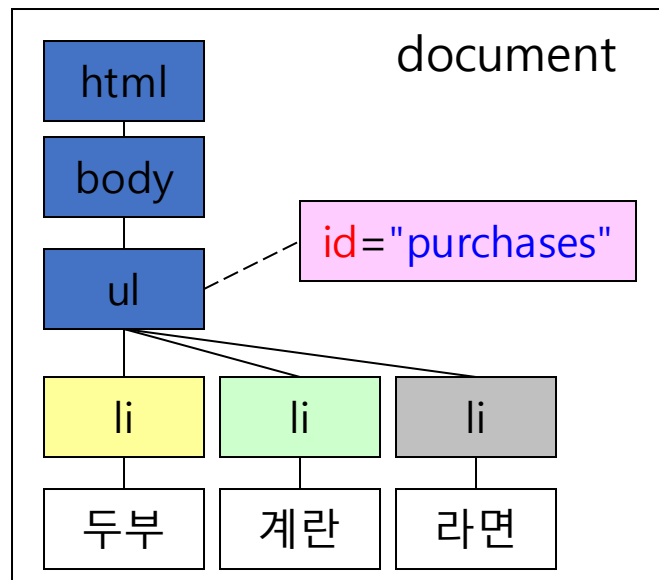 document
html
body
id="purchases"
ul
li
li
li
두부
계란
라면